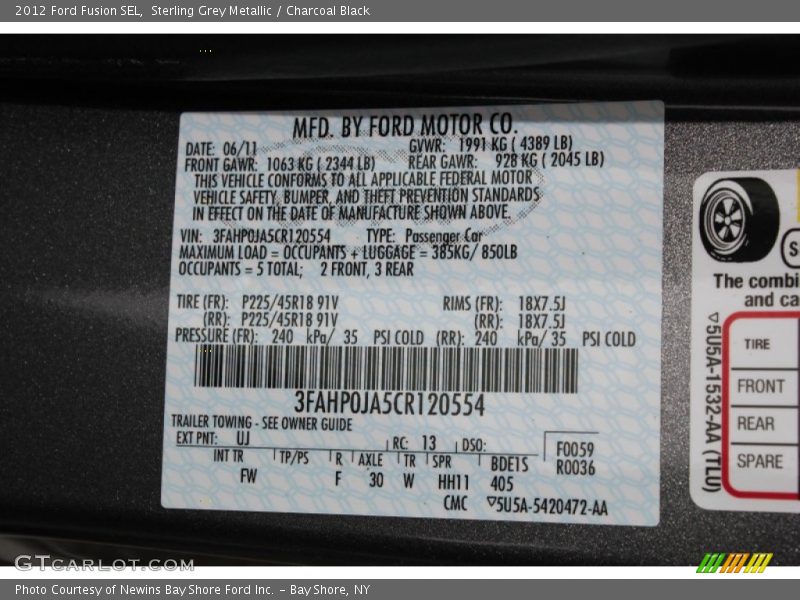 2012 Ford Fusion SEL,  Sterling Grey Metallic / Charcoal Black
MFD. BY FORD MOTOR CO.
DATE: 06/11 GVWR: 1991 KG ( 4389 LB)
FRONT GAWR: 1063 KG ( 2344 LB) REAR GAWR: 928 KG ( 2045 LB)
THIS VEHICLE CONFORMS TO ALL APPLICABLE FEDERAL MOTOR
VEHICLE SAFETY, BUMPER, AND THEFT PREVENTION STANDARDS
IN EFFECT ON THE DATE OF MANUFACTURE SHOWN ABOVE.
VIN: 3FAHP0JA5CR120554 TYPE: Passenger Car
MAXIMUM LOAD = OCCUPANTS + LUGGAGE = 385KG/ 850LB
OCCUPANTS = 5 TOTAL; 2 FRONT, 3 REAR
TIRE (FR): P225/45R18 91V RIMS (FR): 18X7.5J
(RR): P225/45R18 91V (RR): 18X7.5J
PRESSURE (FR): 240 kPa/ 35 PSI COLD (RR): 240 kPa/ 35 PSI COLD
3FAHP0JA5CR120554
TRAILER TOWING - SEE OWNER GUIDE
EXT PNT: UJ RC: 13 DSO: F0059
INT TR TP/PS R AXLE TR SPR BDE1S R0036
FW F 30 W HH11 405
CMC ▽5U5A-5420472-AA
The combi
and ca
▽5U5A-1532-AA (TLU)
TIRE
FRONT
REAR
SPARE
GTCARLOT.COM
Photo Courtesy of Newins Bay Shore Ford Inc. - Bay Shore, NY